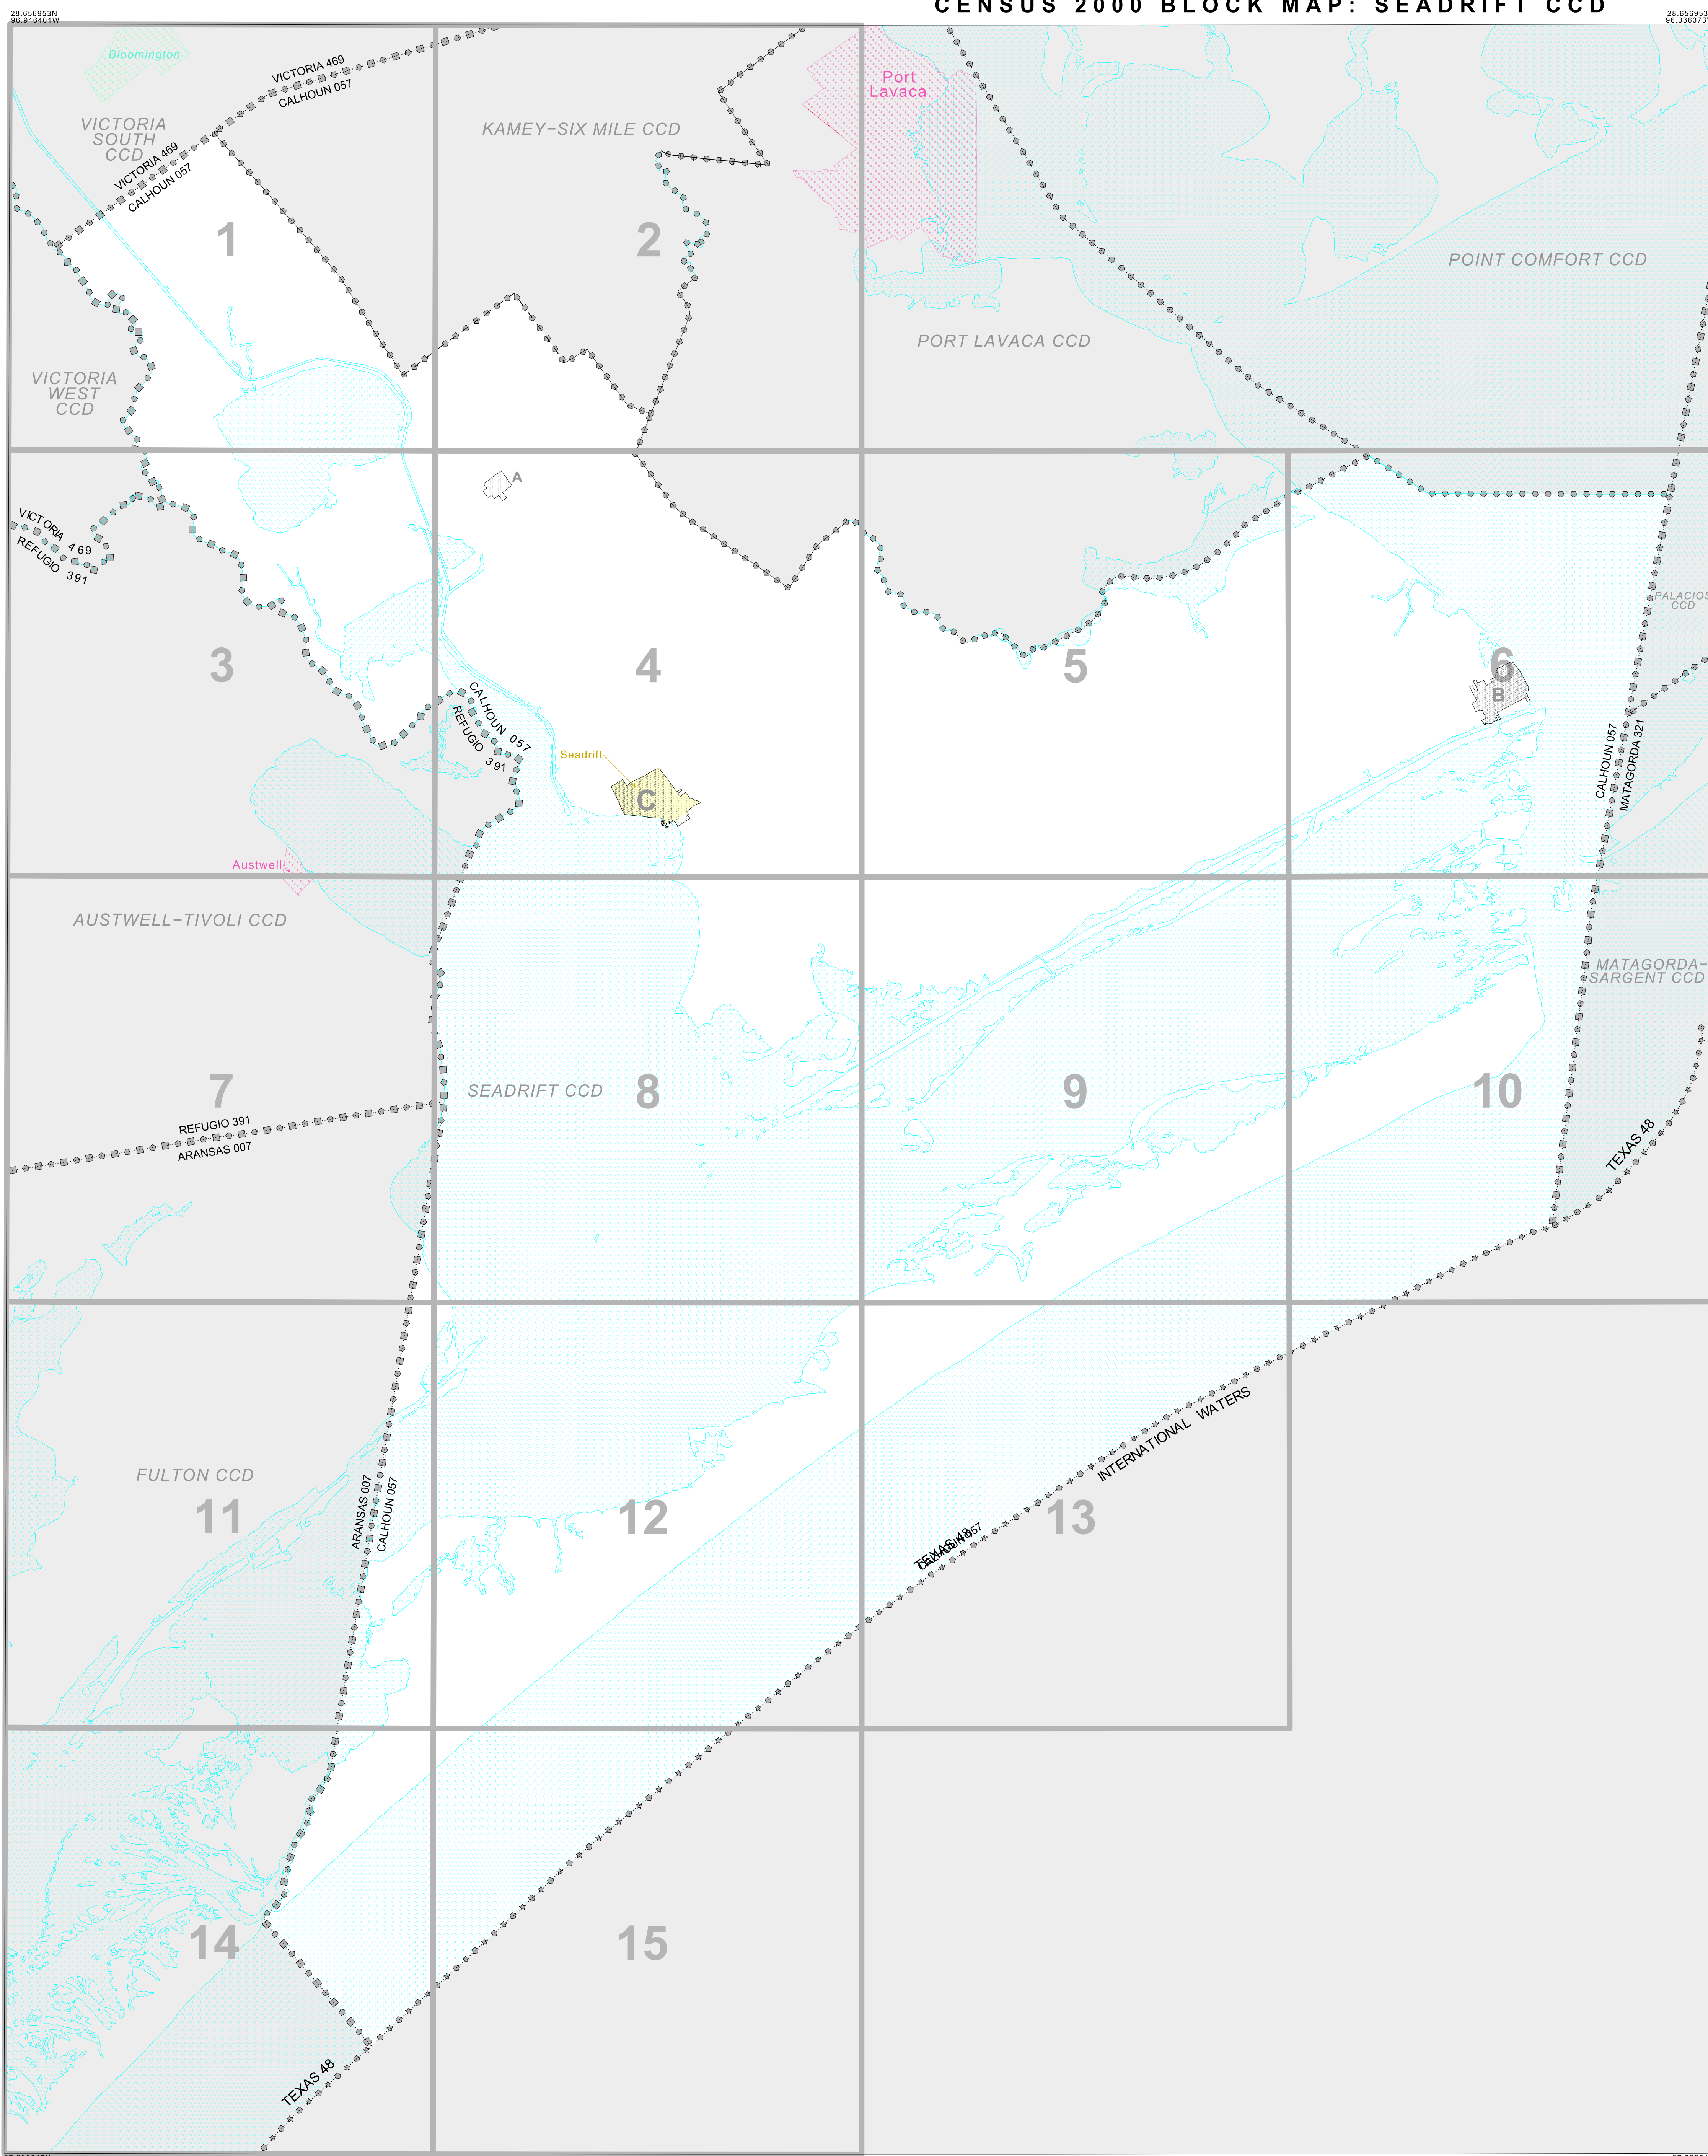 CENSUS 2000 BLOCK MAP: SEADRIFT CCD
28.656953N
96.946401W
28.656953
96.336373
Bloomington
VICTORIA 469
CALHOUN 057
VICTORIA
SOUTH
CCD
VICTORIA 469
CALHOUN 057
KAMEY-SIX MILE CCD
Port
Lavaca
1
2
POINT COMFORT CCD
PORT LAVACA CCD
VICTORIA
WEST
CCD
A
VICTORIA 469
REFUGIO 391
PALACIOS
CCD
3
4
5
6
B
CALHOUN 057
REFUGIO 391
CALHOUN 057
MATAGORDA 321
Seadrift
C
Austwell
AUSTWELL-TIVOLI CCD
MATAGORDA-
SARGENT CCD
7
SEADRIFT CCD
8
9
10
REFUGIO 391
ARANSAS 007
TEXAS 48
INTERNATIONAL WATERS
FULTON CCD
11
ARANSAS 007
CALHOUN 057
12
13
TEXAS 48
CALHOUN 057
14
15
TEXAS 48